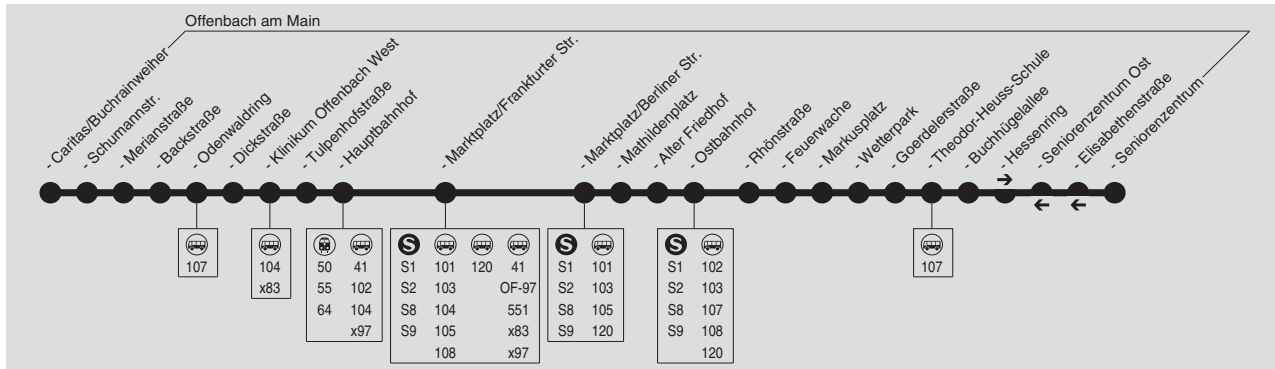 Offenbach am Main
- Caritas/Buchrainweiher
- Schumannstr.
- Merianstraße
- Backstraße
- Odenwaldring
- Dickstraße
- Klinikum Offenbach West
- Tulpenhofstraße
- Hauptbahnhof
- Marktplatz/Frankfurter Str.
- Marktplatz/Berliner Str.
- Mathildenplatz
- Alter Friedhof
- Ostbahnhof
- Rhönstraße
- Feuerwache
- Markusplatz
- Wetterpark
- Goerdelerstraße
- Theodor-Heuss-Schule
- Buchhügelallee
- Hessenring
- Seniorenzentrum Ost
- Elisabethenstraße
- Seniorenzentrum
107
104
x83
50 41
55 102
64 104
x97
S
S1 101 120 41
S2 103 OF-97
S8 104 551
S9 105 x83
108 x97
S
S1 101
S2 103
S8 105
S9 120
S
S1 102
S2 103
S8 107
S9 108
120
107